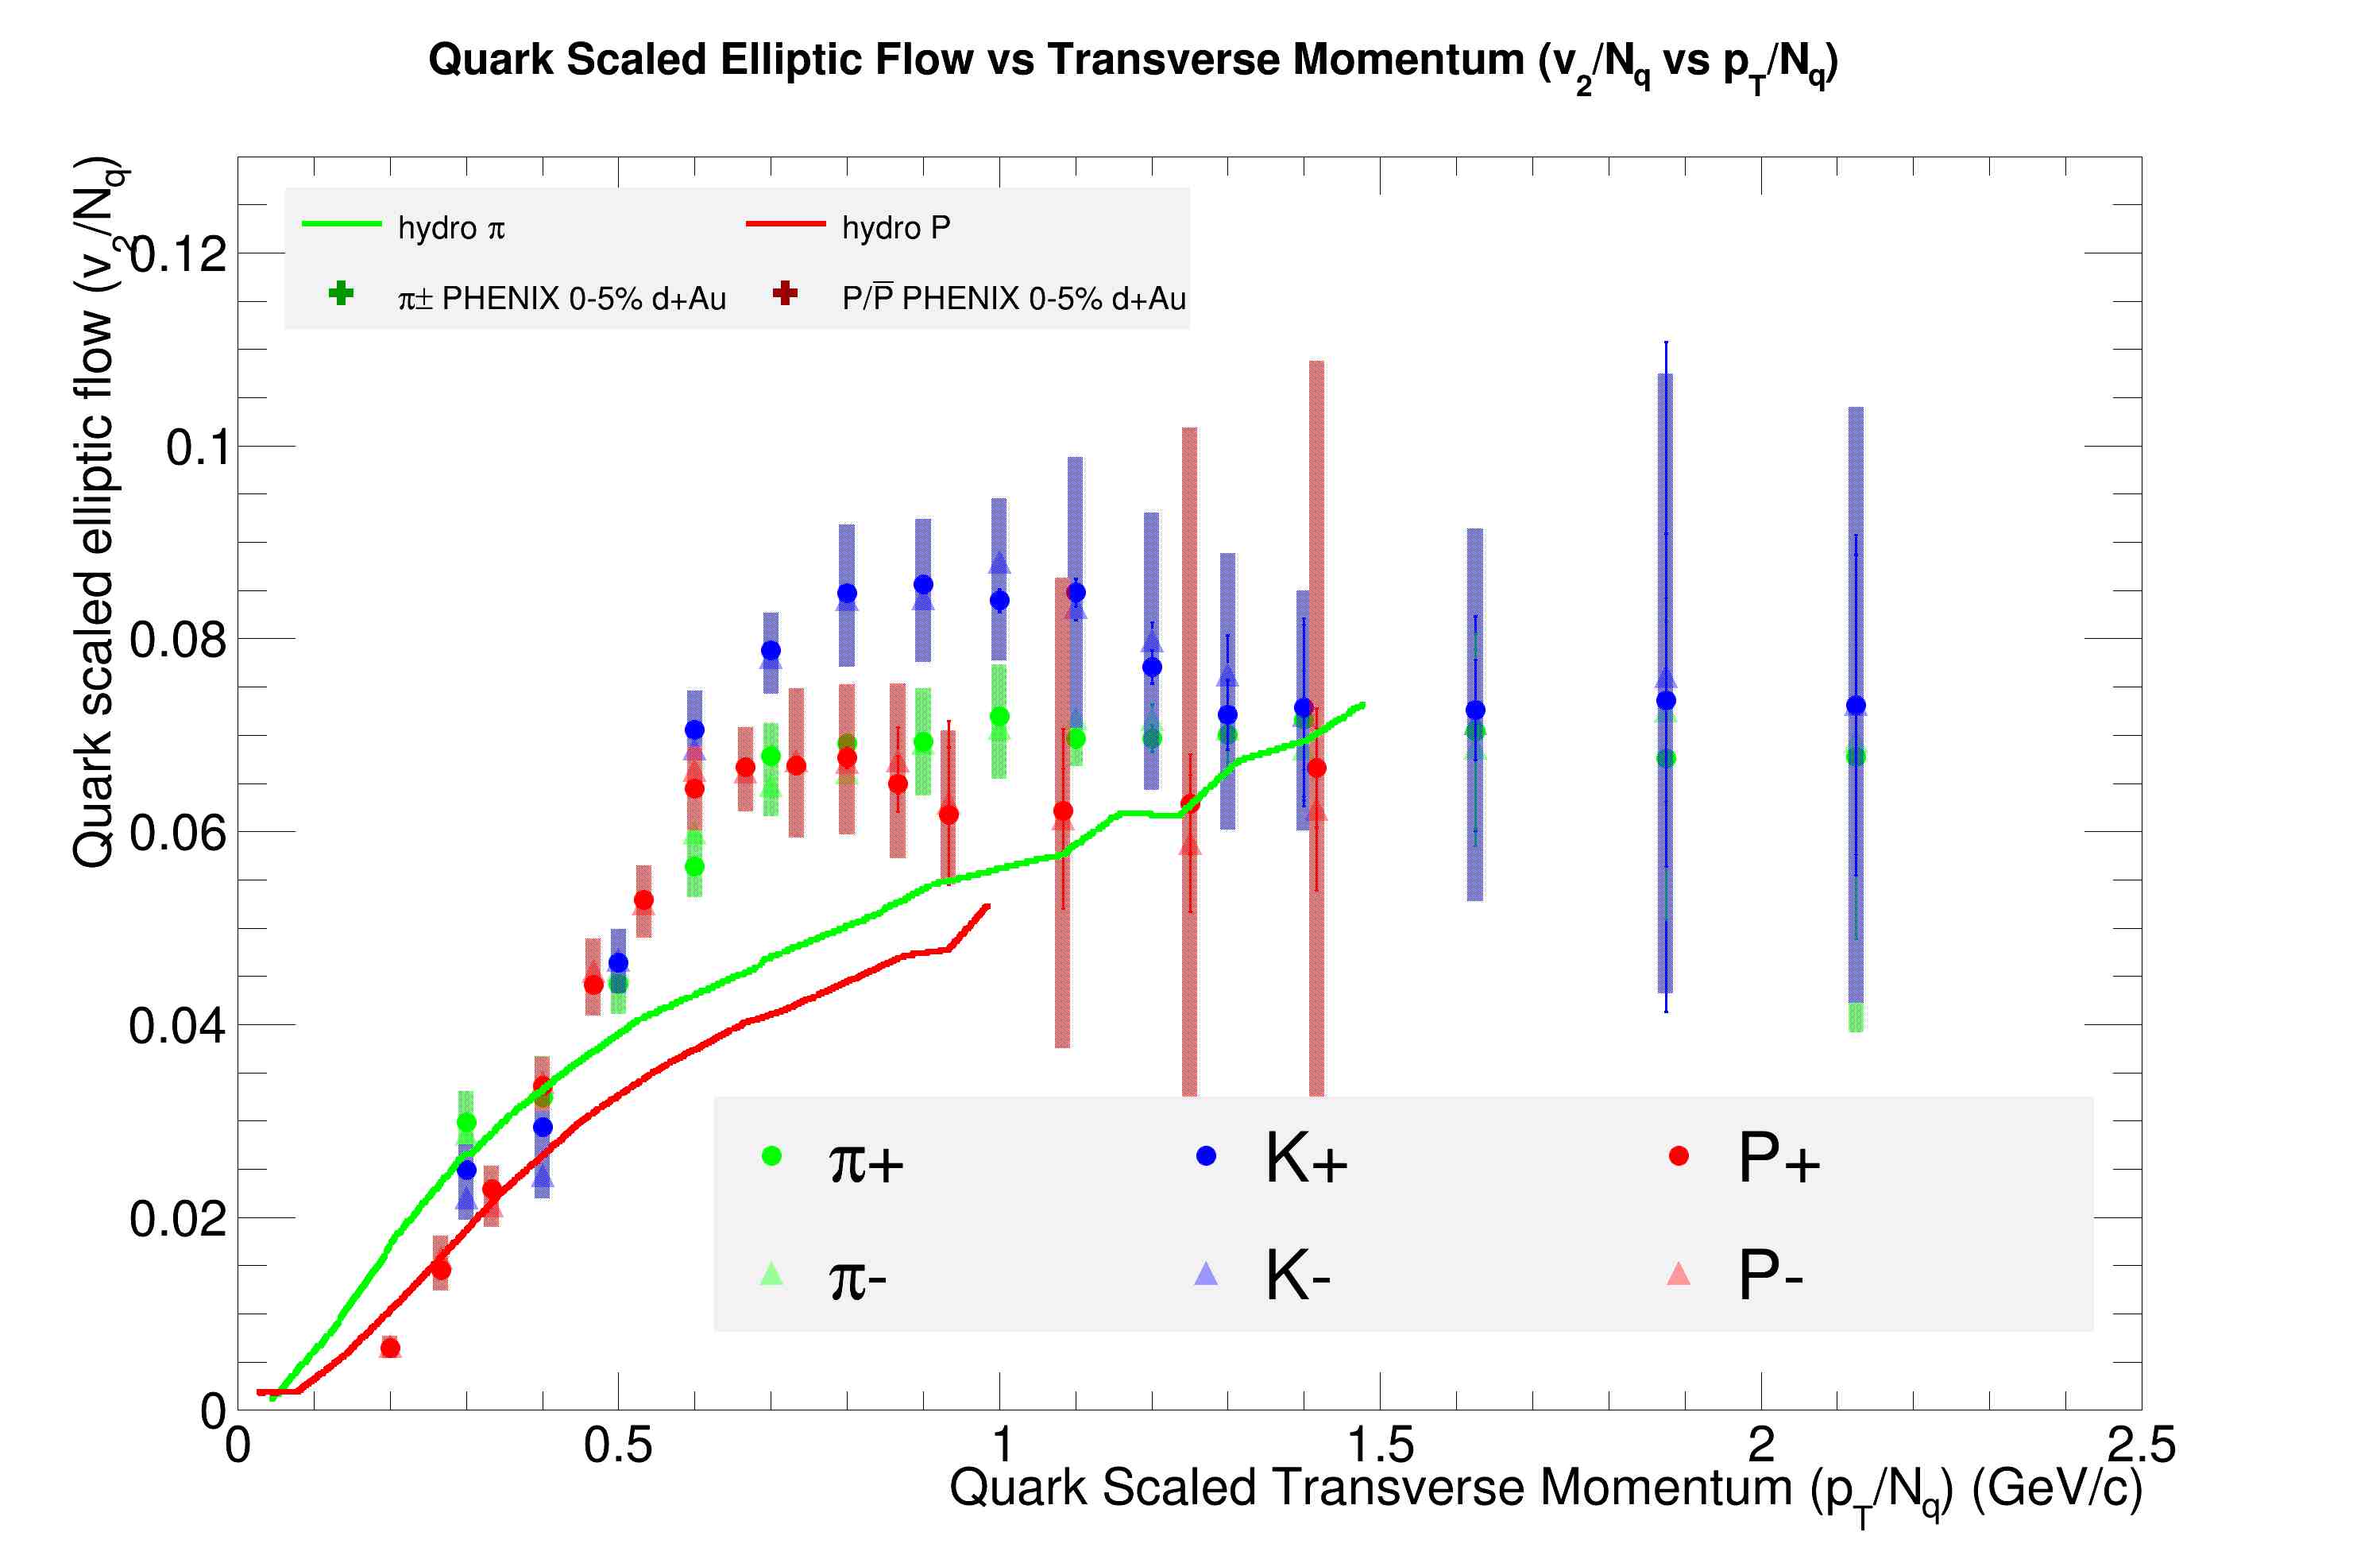 Quark Scaled Elliptic Flow vs Transverse Momentum (v2/Nq vs pT/Nq)
Quark scaled elliptic flow (v2/Nq)
hydro π
hydro P
π± PHENIX 0-5% d+Au
P/P̅ PHENIX 0-5% d+Au
0.12
0.1
0.08
0.06
0.04
0.02
0
π+
K+
P+
π-
K-
P-
0
0.5
1
1.5
2
2.5
Quark Scaled Transverse Momentum (pT/Nq) (GeV/c)